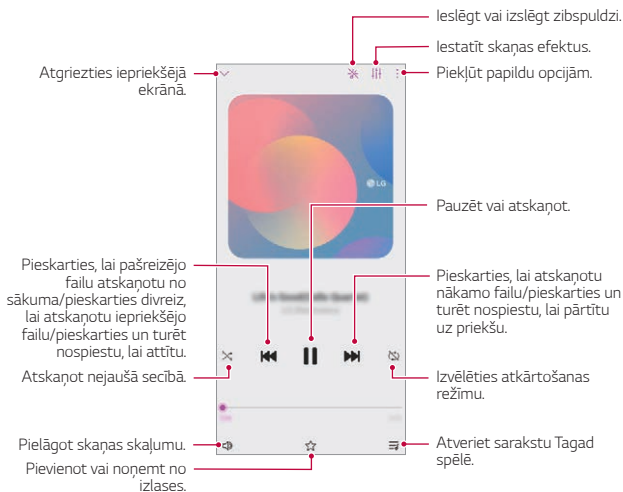 Ieslēgt vai izslēgt zibspuldzi.
Iestatīt skaņas efektus.
Piekļūt papildu opcijām.
Atgriezties iepriekšējā
ekrānā.
LG
Pauzēt vai atskaņot.
Pieskarties, lai pašreizējo
failu atskaņotu no
sākuma/pieskarties divreiz,
lai atskaņotu iepriekšējo
failu/pieskarties un turēt
nospiestu, lai attītu.
Pieskarties, lai atskaņotu
nākamo failu/pieskarties un
turēt nospiestu, lai pārtītu
uz priekšu.
Atskaņot nejaušā secībā.
Izvēlēties atkārtošanas
režīmu.
Pielāgot skaņas skaļumu.
Atveriet sarakstu Tagad
spēlē.
Pievienot vai noņemt no
izlases.